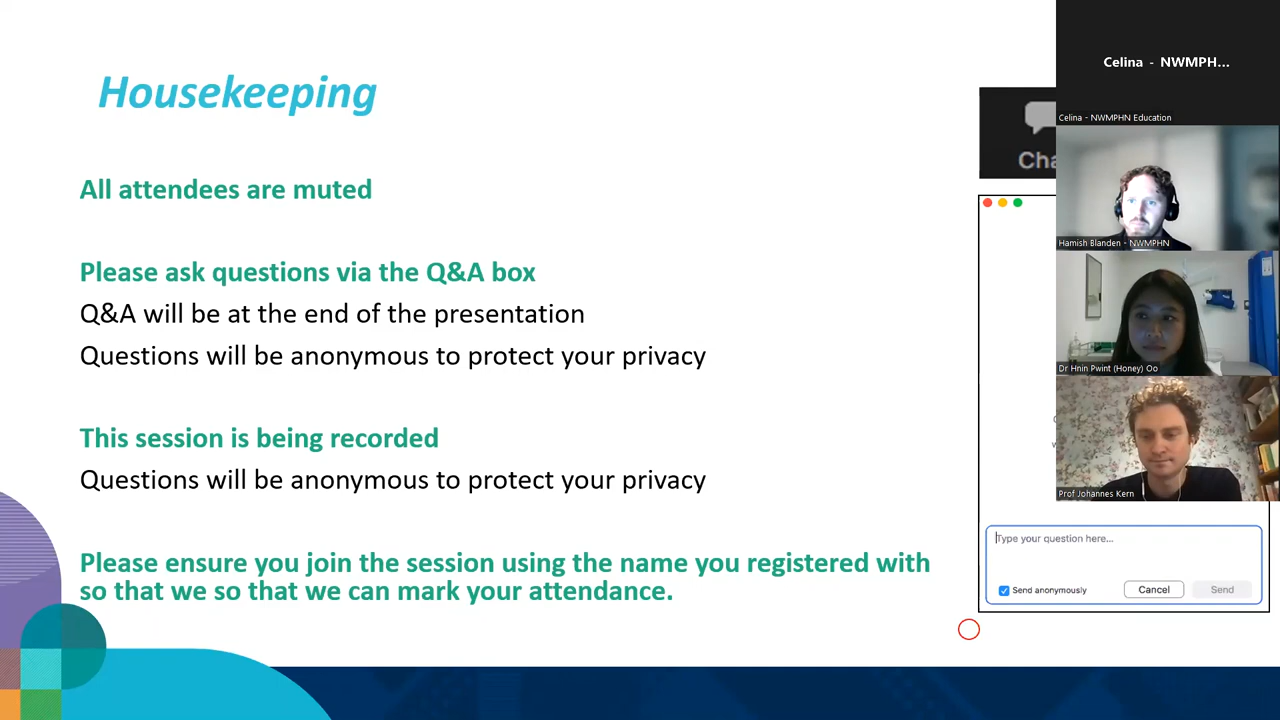 Housekeeping
All attendees are muted
Please ask questions via the Q&A box
Q&A will be at the end of the presentation
Questions will be anonymous to protect your privacy
This session is being recorded
Questions will be anonymous to protect your privacy
Please ensure you join the session using the name you registered with
so that we so that we can mark your attendance.
Cha
Type your question here...
Send anonymously
Cancel
Send
Celina - NWMPH...
Celina - NWMPHN Education
Hamish Blanden - NWMPHN
Dr Hnin Pwint (Honey) Oo
Prof Johannes Kern